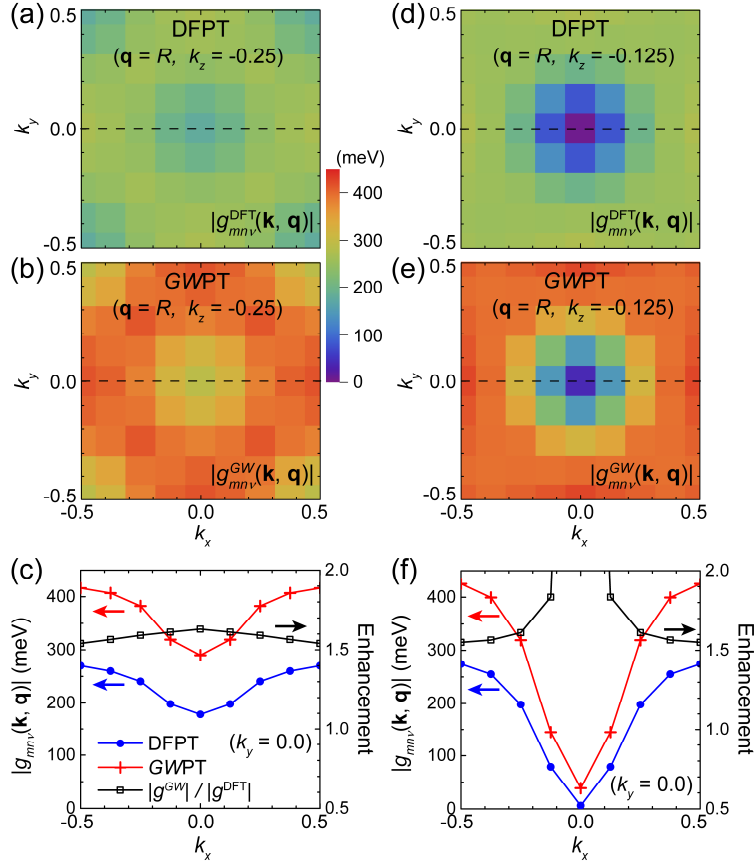 (a)
DFPT
(q = R, k_z = -0.25)
k_y
0.5
0.0
-0.5
|g^DFT_mnν(k, q)|
(b)
GWPT
(q = R, k_z = -0.25)
k_y
0.5
0.0
-0.5
|g^GW_mnν(k, q)|
-0.5 0.0 0.5
k_x
(meV)
400
300
200
100
0
(d)
DFPT
(q = R, k_z = -0.125)
k_y
0.5
0.0
-0.5
|g^DFT_mnν(k, q)|
(e)
GWPT
(q = R, k_z = -0.125)
k_y
0.5
0.0
-0.5
|g^GW_mnν(k, q)|
-0.5 0.0 0.5
k_x
(c)
|g_mnν(k, q)| (meV)
400
300
200
100
0
DFPT
GWPT
|g^GW| / |g^DFT|
(k_y = 0.0)
2.0
1.5
1.0
0.5
Enhancement
-0.5 0.0 0.5
k_x
(f)
|g_mnν(k, q)| (meV)
400
300
200
100
0
(k_y = 0.0)
2.0
1.5
1.0
0.5
Enhancement
-0.5 0.0 0.5
k_x